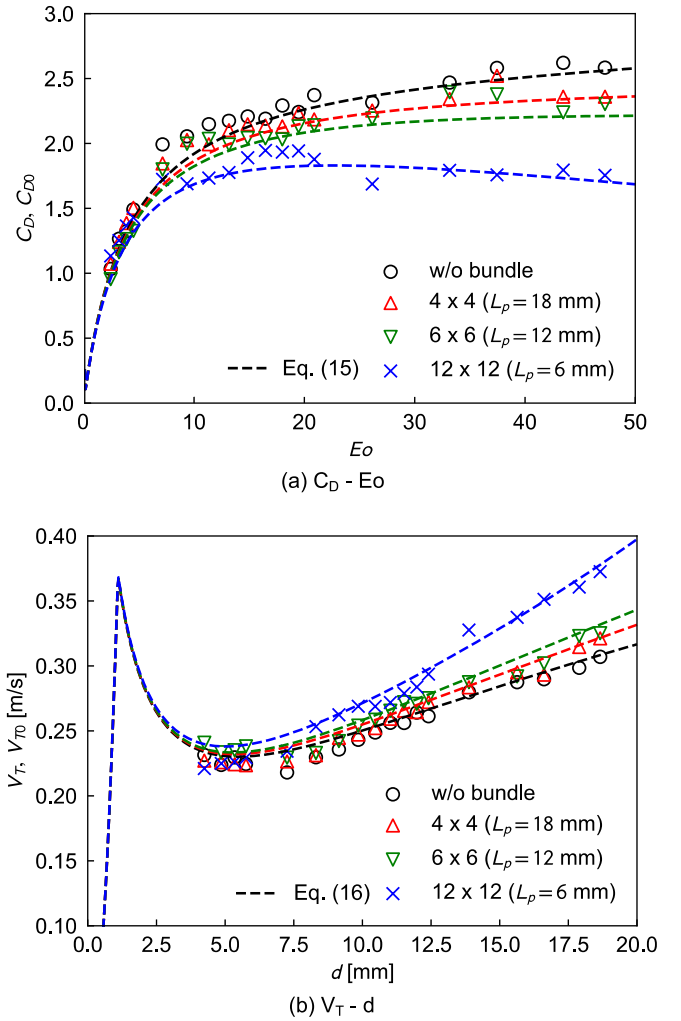 3.0
2.5
2.0
1.5
1.0
0.5
0.0
C_D, C_D0
w/o bundle
4 x 4 (L_p = 18 mm)
6 x 6 (L_p = 12 mm)
Eq. (15)
12 x 12 (L_p = 6 mm)
0 10 20 30 40 50
Eo
(a) C_D - Eo
0.40
0.35
0.30
0.25
0.20
0.15
0.10
V_T, V_T0 [m/s]
w/o bundle
4 x 4 (L_p = 18 mm)
6 x 6 (L_p = 12 mm)
Eq. (16)
12 x 12 (L_p = 6 mm)
0.0 2.5 5.0 7.5 10.0 12.5 15.0 17.5 20.0
d [mm]
(b) V_T - d